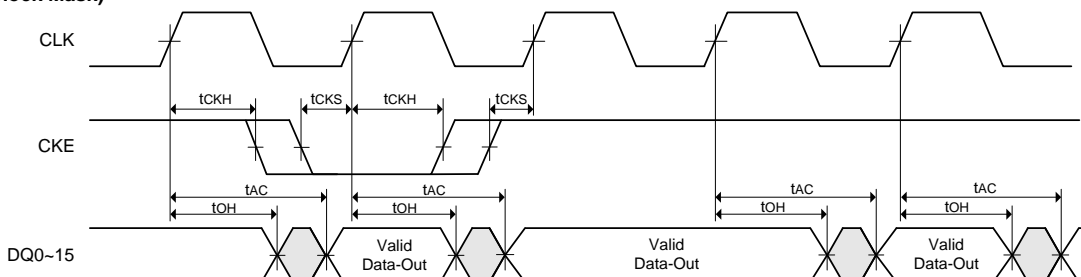 CLK
tCKH
tCKS
tCKH
tCKS
CKE
tAC
tAC
tAC
tAC
tOH
tOH
tOH
tOH
DQ0~15
Valid
Data-Out
Valid
Data-Out
Valid
Data-Out